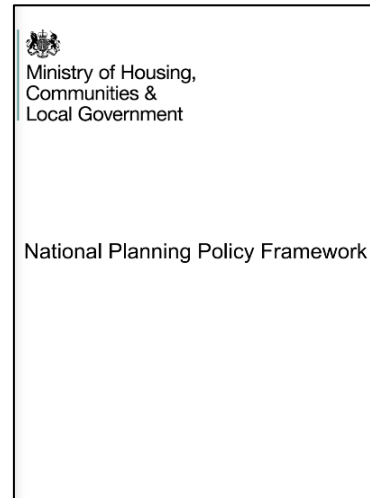 Ministry of Housing,
Communities &
Local Government
National Planning Policy Framework